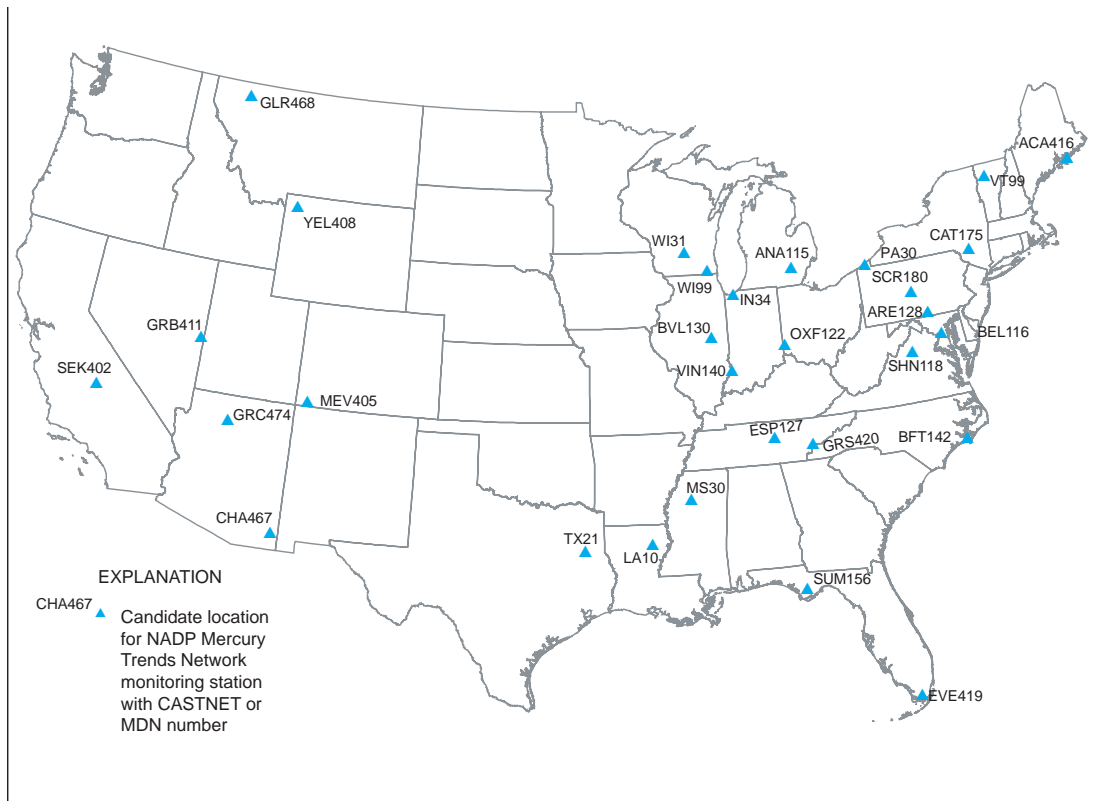 GLR468
ACA416
VT99
YEL408
CAT175
WI31
ANA115
PA30
SCR180
WI99
IN34
ARE128
GRB411
BVL130
OXF122
BEL116
SHN118
SEK402
VIN140
MEV405
GRC474
ESP127
GRS420
BFT142
MS30
CHA467
TX21
LA10
SUM156
EVE419
EXPLANATION
CHA467
Candidate location
for NADP Mercury
Trends Network
monitoring station
with CASTNET or
MDN number